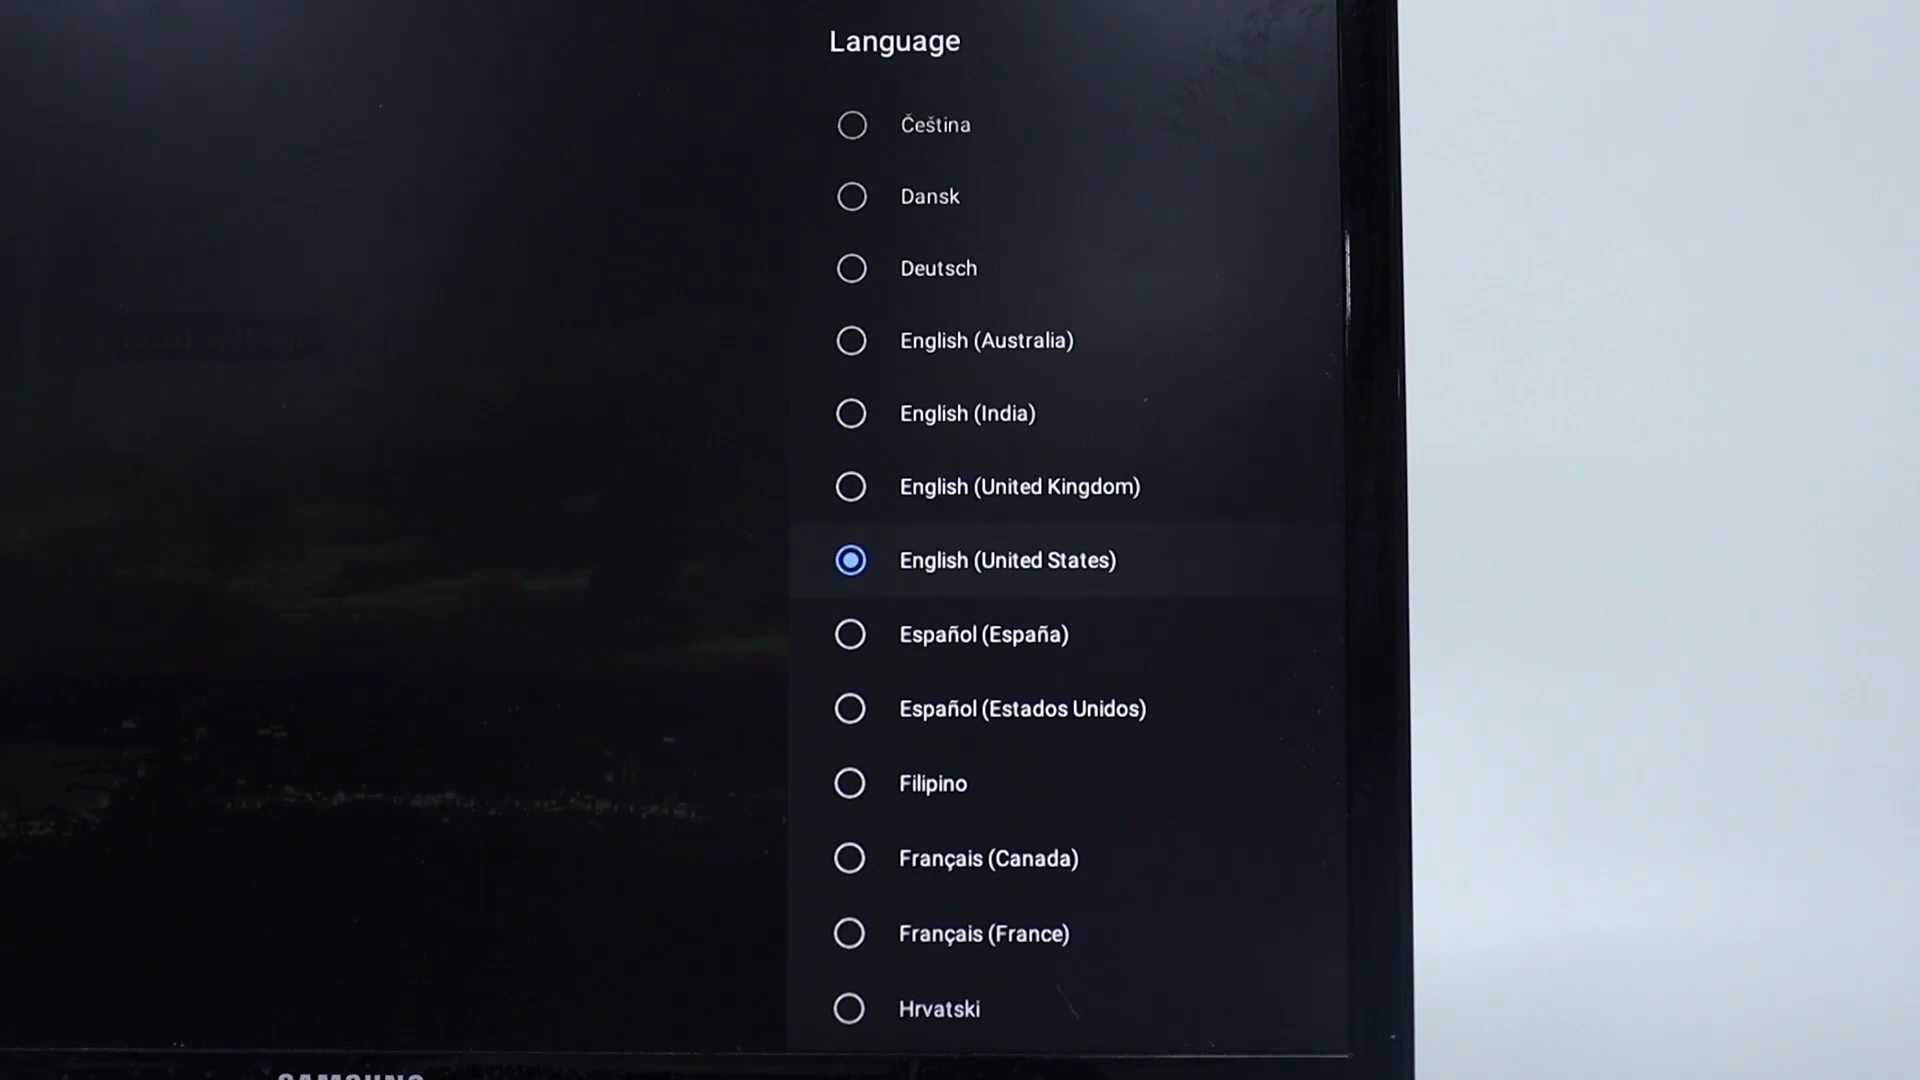 Language
Čeština
Dansk
Deutsch
English (Australia)
English (India)
English (United Kingdom)
English (United States)
Español (España)
Español (Estados Unidos)
Filipino
Français (Canada)
Français (France)
Hrvatski
SAMSUNG